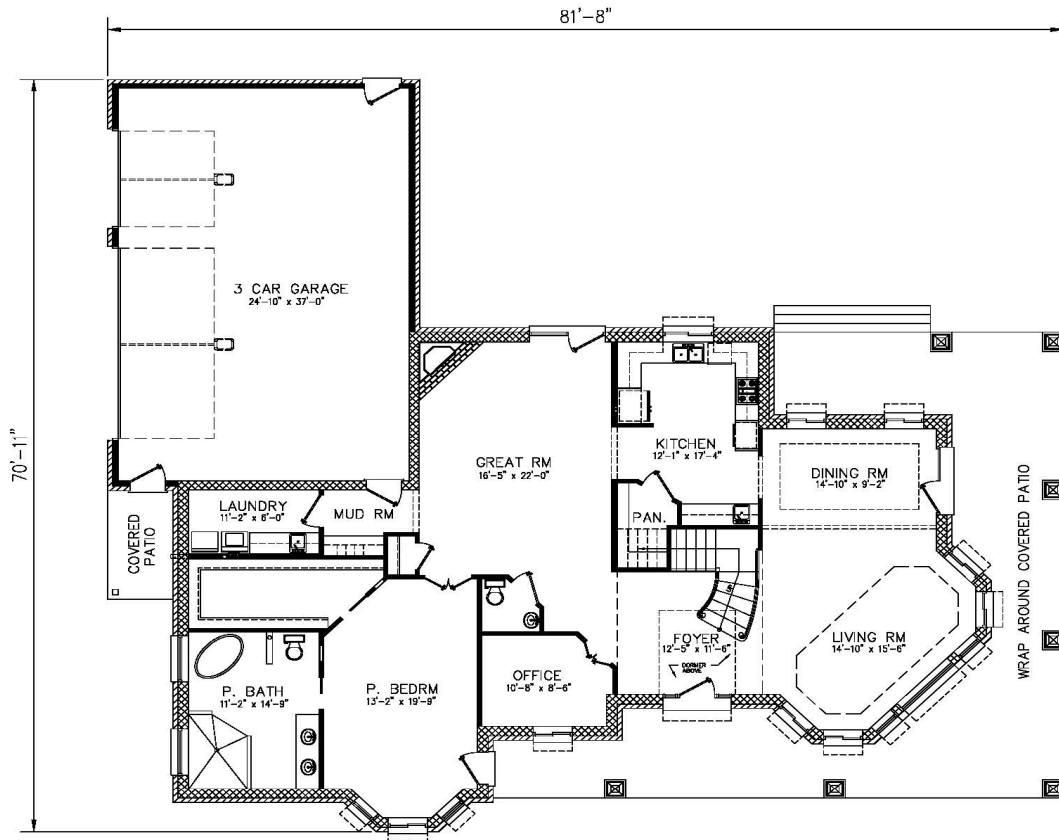 81'-8"
70'-11"
3 CAR GARAGE
24'-10" x 37'-0"
GREAT RM
16'-5" x 22'-0"
KITCHEN
12'-1" x 17'-4"
DINING RM
14'-10" x 9'-2"
LAUNDRY
11'-2" x 6'-0"
MUD RM
PAN.
COVERED
PATIO
WRAP AROUND COVERED PATIO
UP
FOYER
12'-5" x 11'-6"
DORMER
ABOVE
LIVING RM
14'-10" x 15'-6"
OFFICE
10'-8" x 8'-6"
P. BATH
11'-2" x 14'-9"
P. BEDRM
13'-2" x 19'-9"